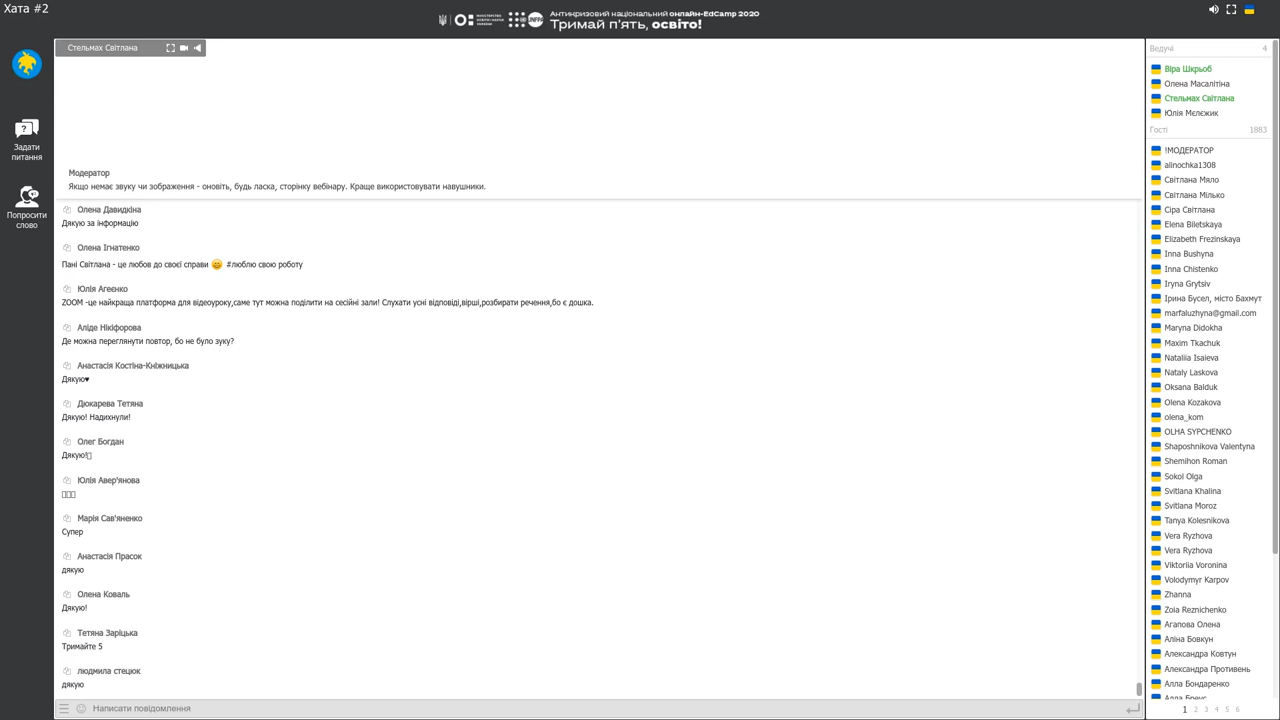 Хата #2
МІНІСТЕРСТВО
ОСВІТИ І НАУКИ
УКРАЇНИ
Антикризовий національний онлайн-EdCamp 2020
Тримай п'ять, освіто!
Задати
питання
Попросити
слово
Стельмах Світлана
Модератор
Якщо немає звуку чи зображення - оновіть, будь ласка, сторінку вебінару. Краще використовувати навушники.
Олена Давидкіна
Дякую за інформацію
Олена Ігнатенко
Пані Світлана - це любов до своєї справи 😄 #люблю свою роботу
Юлія Агеєнко
ZOOM -це найкраща платформа для відеоуроку,саме тут можна поділити на сесійні зали! Слухати усні відповіді,вірші,розбирати речення,бо є дошка.
Аліде Нікіфорова
Де можна переглянути повтор, бо не було зуку?
Анастасія Костіна-Кніжницька
Дякую♥
Дюкарева Тетяна
Дякую! Надихнули!
Олег Богдан
Дякую!
Юлія Авер'янова
Марія Сав'яненко
Супер
Анастасія Прасок
дякую
Олена Коваль
Дякую!
Тетяна Заріцька
Тримайте 5
людмила стецюк
дякую
Написати повідомлення
Ведучі 4
Віра Шкрьоб
Олена Масалітіна
Стельмах Світлана
Юлія Мєлєжик
Гості 1883
!МОДЕРАТОР
alinochka1308
Світлана Мяло
Світлана Мілько
Сіра Світлана
Elena Biletskaya
Elizabeth Frezinskaya
Inna Bushyna
Inna Chistenko
Iryna Grytsiv
Ірина Бусел, місто Бахмут
marfaluzhyna@gmail.com
Maryna Didokha
Maxim Tkachuk
Nataliia Isaieva
Nataly Laskova
Oksana Balduk
Olena Kozakova
olena_kom
OLHA SYPCHENKO
Shaposhnikova Valentyna
Shemihon Roman
Sokol Olga
Svitlana Khalina
Svitlana Moroz
Tanya Kolesnikova
Vera Ryzhova
Vera Ryzhova
Viktoriia Voronina
Volodymyr Karpov
Zhanna
Zoia Reznichenko
Агапова Олена
Аліна Бовкун
Александра Ковтун
Александра Противень
Алла Бондаренко
Алла Бреус
1 2 3 4 5 6